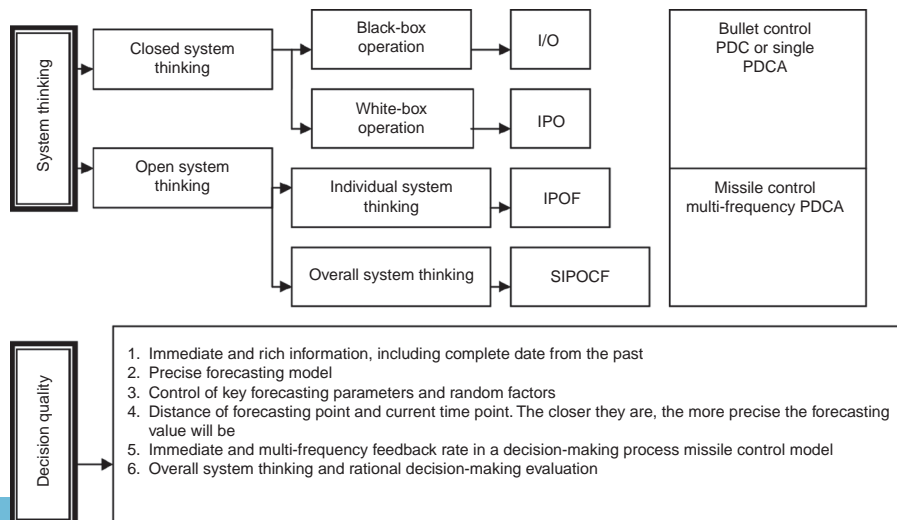 System thinking
Closed system
thinking
Black-box
operation
I/O
White-box
operation
IPO
Open system
thinking
Individual system
thinking
IPOF
Overall system thinking
SIPOCF
Bullet control
PDC or single
PDCA
Missile control
multi-frequency PDCA
Decision quality
1. Immediate and rich information, including complete date from the past
2. Precise forecasting model
3. Control of key forecasting parameters and random factors
4. Distance of forecasting point and current time point. The closer they are, the more precise the forecasting
value will be
5. Immediate and multi-frequency feedback rate in a decision-making process missile control model
6. Overall system thinking and rational decision-making evaluation